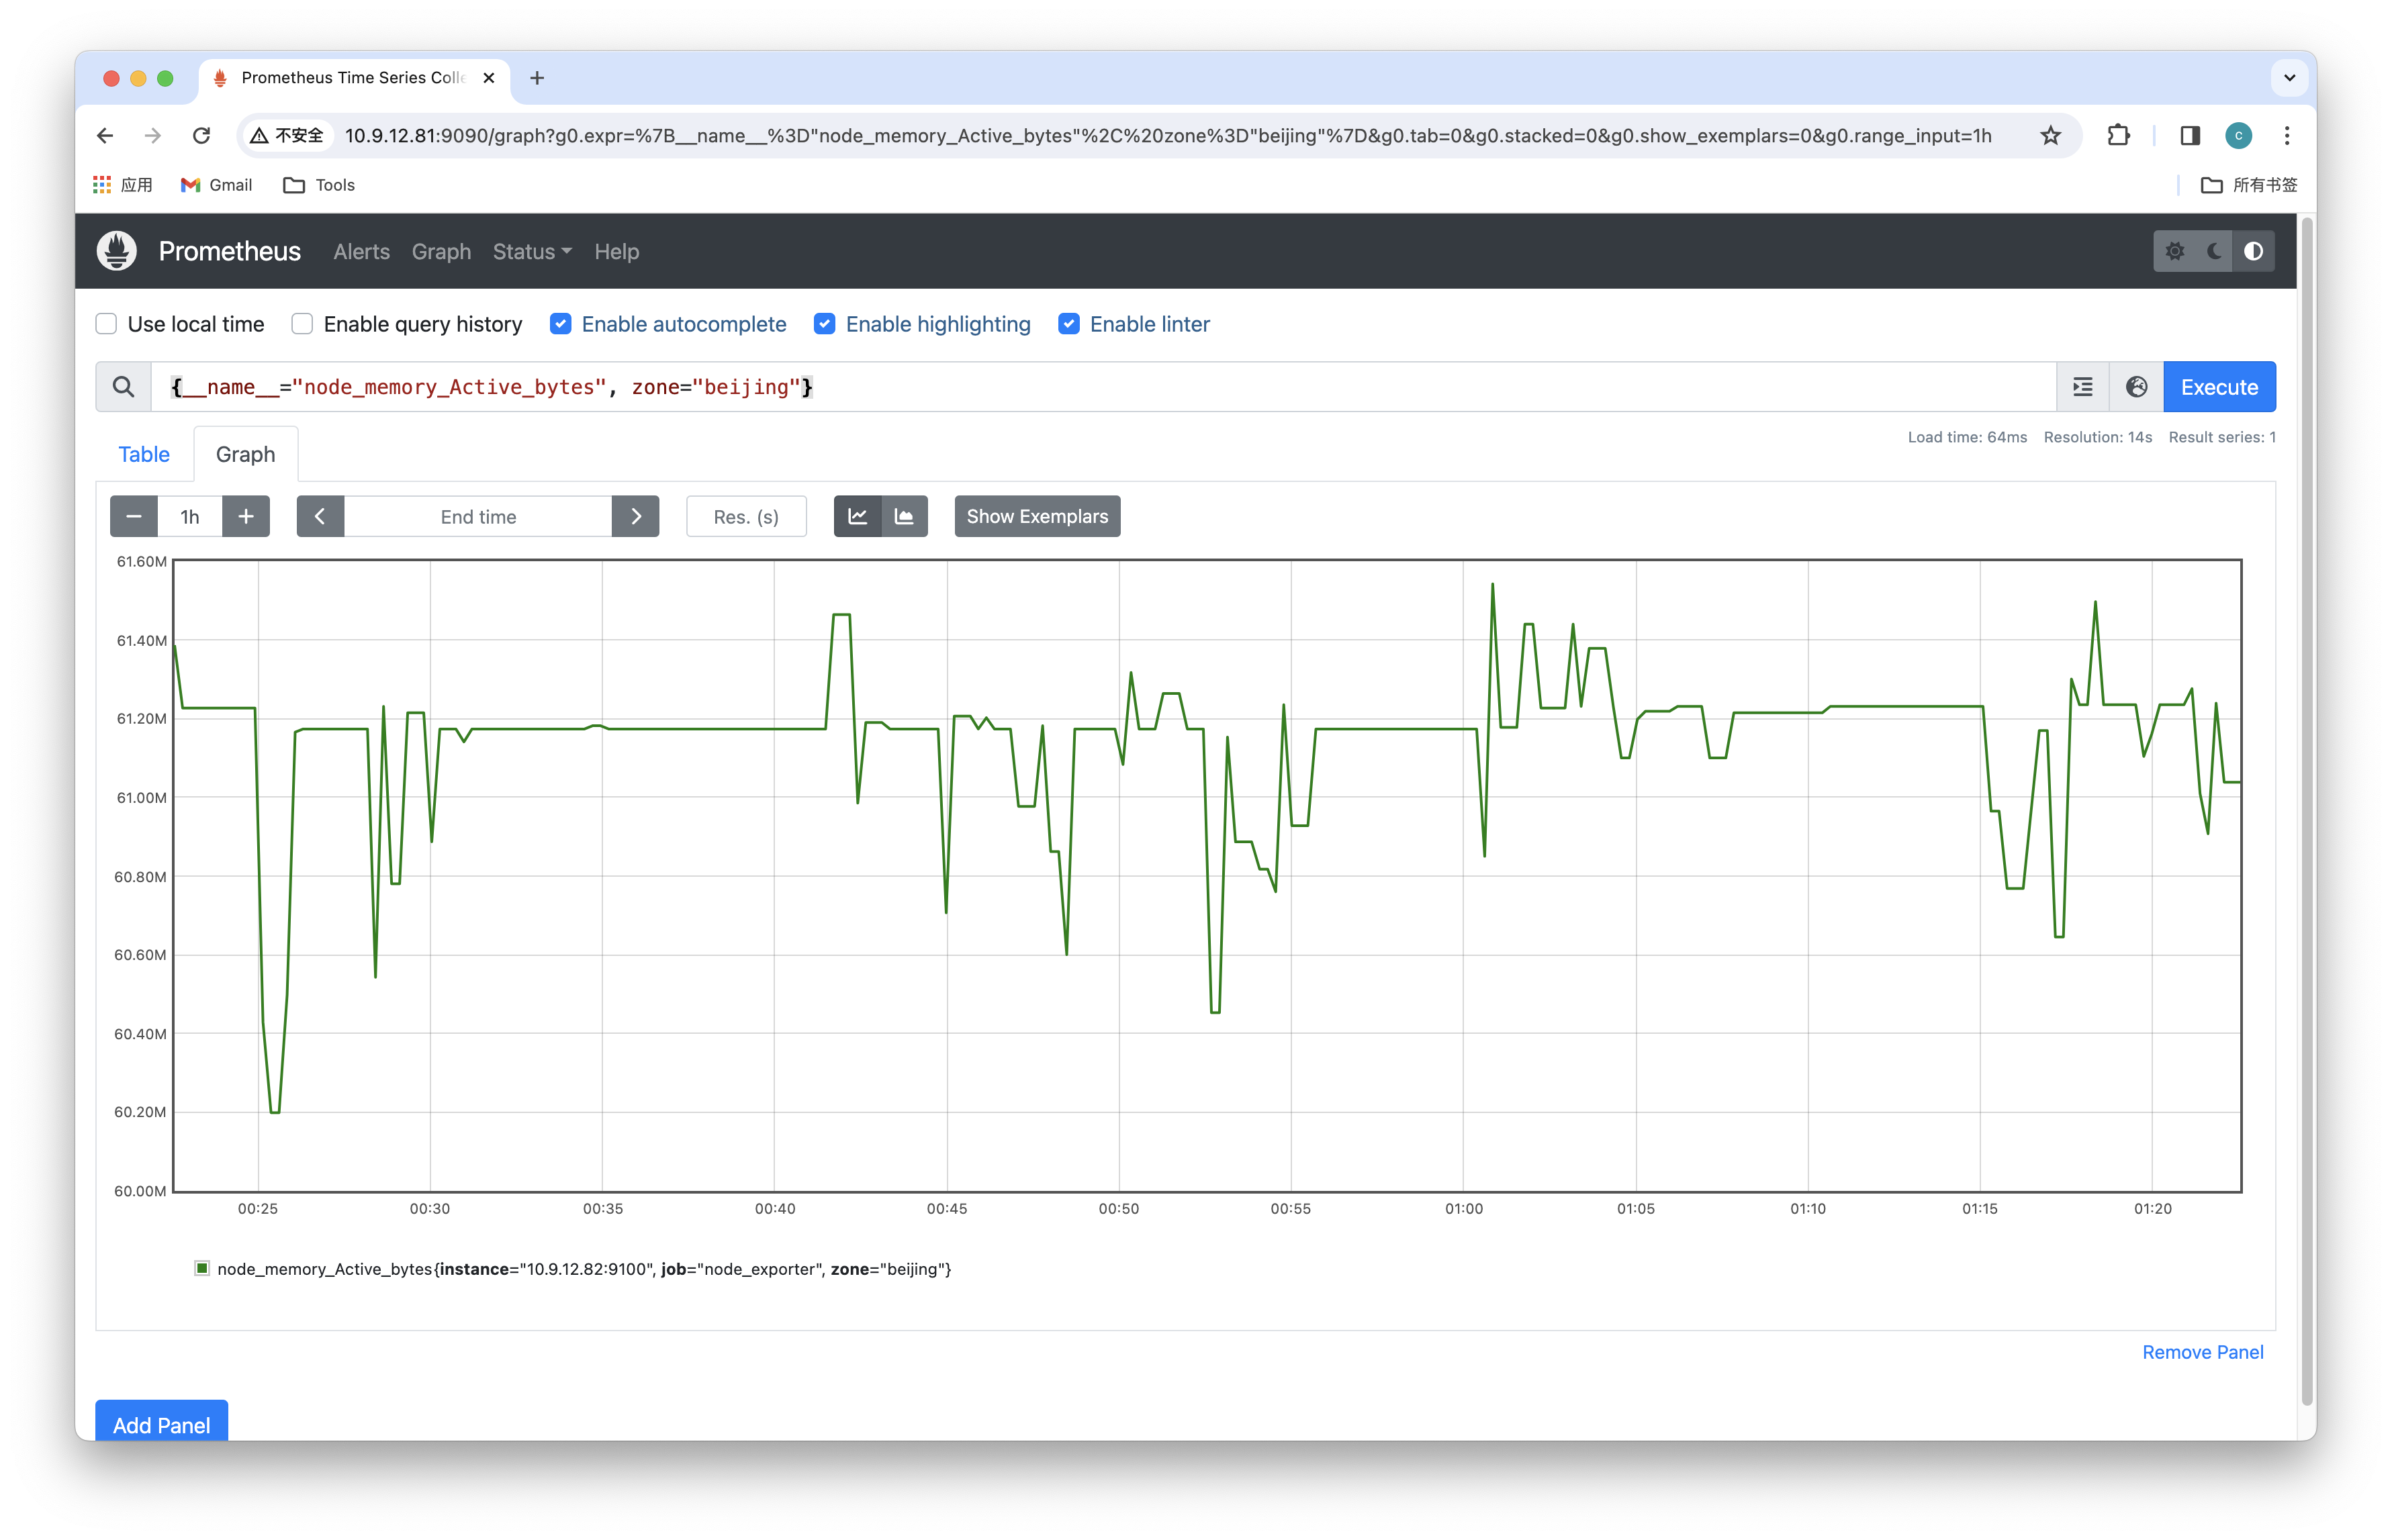 Prometheus Time Series Colle
不安全 10.9.12.81:9090/graph?g0.expr=%7B__name__%3D"node_memory_Active_bytes"%2C%20zone%3D"beijing"%7D&g0.tab=0&g0.stacked=0&g0.show_exemplars=0&g0.range_input=1h C
应用 Gmail Tools 所有书签
Prometheus Alerts Graph Status Help
Use local time Enable query history Enable autocomplete Enable highlighting Enable linter
{__name__="node_memory_Active_bytes", zone="beijing"} Execute
Load time: 64ms Resolution: 14s Result series: 1
Table Graph
1h End time Res. (s) Show Exemplars
61.60M
61.40M
61.20M
61.00M
60.80M
60.60M
60.40M
60.20M
60.00M
00:25 00:30 00:35 00:40 00:45 00:50 00:55 01:00 01:05 01:10 01:15 01:20
node_memory_Active_bytes{instance="10.9.12.82:9100", job="node_exporter", zone="beijing"}
Remove Panel
Add Panel